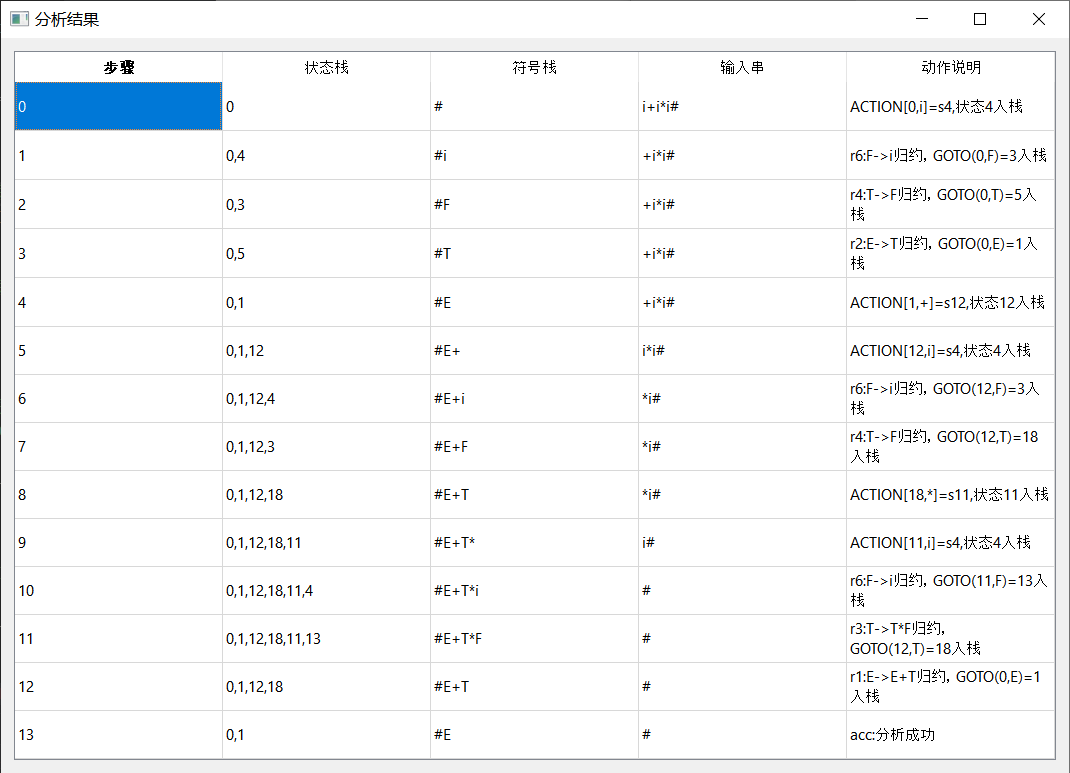 分析结果
步骤 状态栈 符号栈 输入串 动作说明
0 0 # i+i*i# ACTION[0,i]=s4,状态4入栈
1 0,4 #i +i*i# r6:F->i归约，GOTO(0,F)=3入栈
2 0,3 #F +i*i# r4:T->F归约，GOTO(0,T)=5入
栈
3 0,5 #T +i*i# r2:E->T归约，GOTO(0,E)=1入
栈
4 0,1 #E +i*i# ACTION[1,+]=s12,状态12入栈
5 0,1,12 #E+ i*i# ACTION[12,i]=s4,状态4入栈
6 0,1,12,4 #E+i *i# r6:F->i归约，GOTO(12,F)=3入
栈
7 0,1,12,3 #E+F *i# r4:T->F归约，GOTO(12,T)=18
入栈
8 0,1,12,18 #E+T *i# ACTION[18,*]=s11,状态11入栈
9 0,1,12,18,11 #E+T* i# ACTION[11,i]=s4,状态4入栈
10 0,1,12,18,11,4 #E+T*i # r6:F->i归约，GOTO(11,F)=13入
栈
11 0,1,12,18,11,13 #E+T*F # r3:T->T*F归约，
GOTO(12,T)=18入栈
12 0,1,12,18 #E+T # r1:E->E+T归约，GOTO(0,E)=1
入栈
13 0,1 #E # acc:分析成功